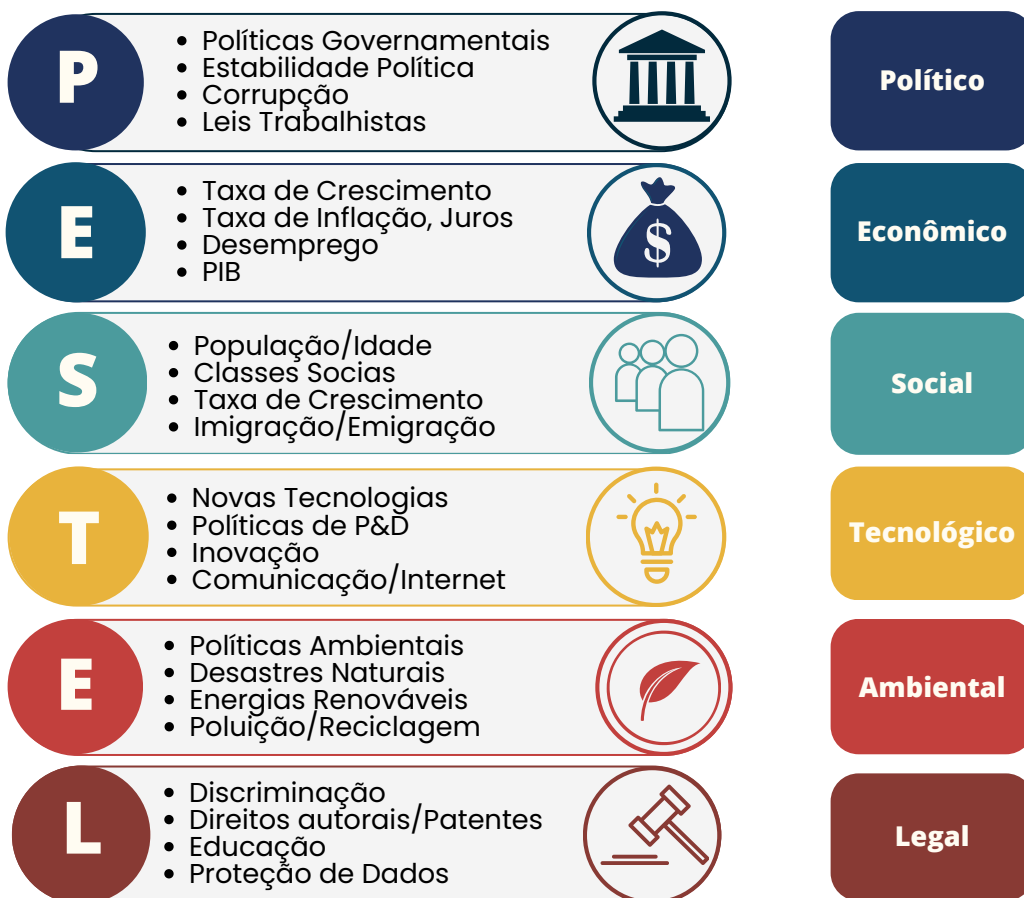 P
• Políticas Governamentais
• Estabilidade Política
• Corrupção
• Leis Trabalhistas
Político
E
• Taxa de Crescimento
• Taxa de Inflação, Juros
• Desemprego
• PIB
$
Econômico
S
• População/Idade
• Classes Socias
• Taxa de Crescimento
• Imigração/Emigração
Social
T
• Novas Tecnologias
• Políticas de P&D
• Inovação
• Comunicação/Internet
Tecnológico
E
• Políticas Ambientais
• Desastres Naturais
• Energias Renováveis
• Poluição/Reciclagem
Ambiental
L
• Discriminação
• Direitos autorais/Patentes
• Educação
• Proteção de Dados
Legal